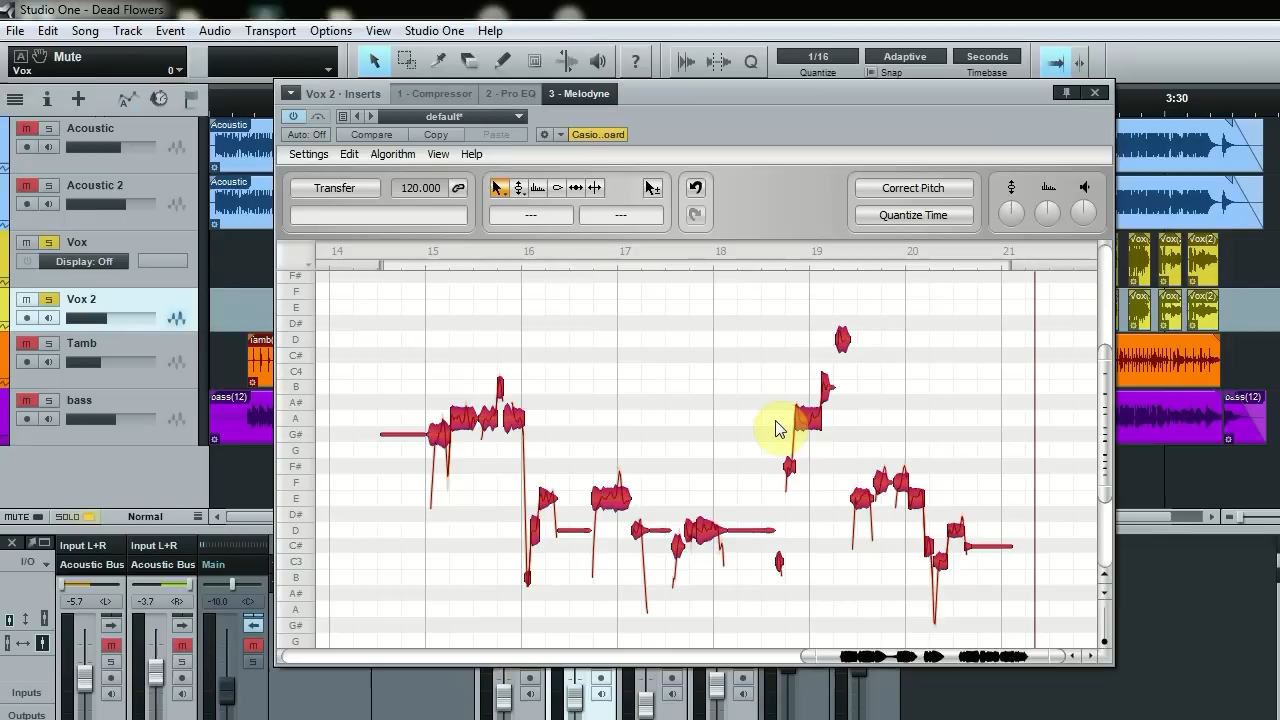 Studio One - Dead Flowers
File Edit Song Track Event Audio Transport Options View Studio One Help
A Mute
Vox 0
1/16 Adaptive Seconds
Quantize Snap Timebase
?
Q
Vox 2 · Inserts 1 - Compressor 2 - Pro EQ 3 - Melodyne
3:30
default*
Auto: Off Compare Copy Paste Casio...oard
Settings Edit Algorithm View Help
Transfer 120.000
--- ---
Correct Pitch
Quantize Time
14 15 16 17 18 19 20 21
F#
F
E
D#
D
C#
C4
B
A#
A
G#
G
F#
F
E
D#
D
C#
C3
B
A#
A
G#
G
M S Acoustic
Acoustic
M S Acoustic 2
Acoustic
M S Vox
Display: Off
Vox( Vox(2 Vox(2)
M S Vox 2
Vox( Vox(2 Vox(2)
M S Tamb
Tamb(
M S bass
bass(12) bass(12)
MUTE SOLO Normal
Input L+R Input L+R Main
I/O Acoustic Bus Acoustic Bus
-5.7 <L> -3.7 <R> -10.0 <C>
M M M
S S S
Inputs
Outputs